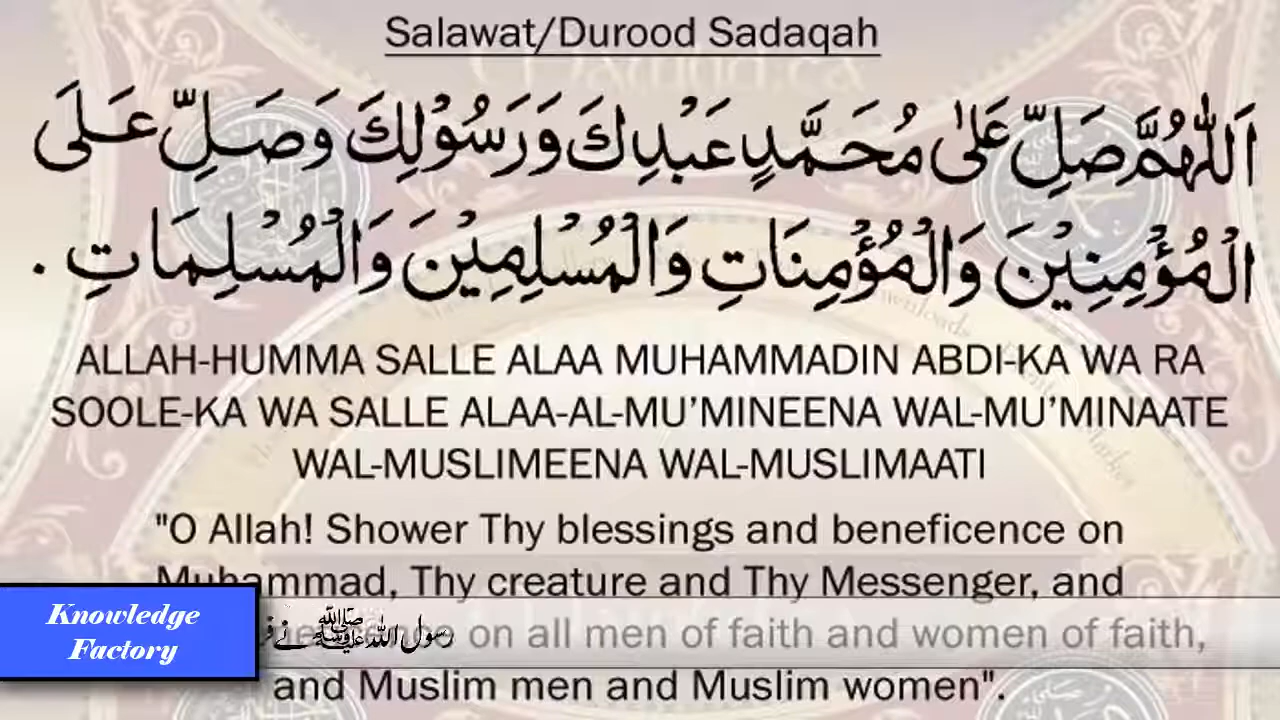 Salawat/Durood Sadaqah
اَللّٰهُمَّ صَلِّ عَلٰی مُحَمَّدٍ عَبْدِكَ وَرَسُوْلِكَ وَصَلِّ عَلَی
الْمُؤْمِنِيْنَ وَالْمُؤْمِنَاتِ وَالْمُسْلِمِيْنَ وَالْمُسْلِمَاتِ .
ALLAH-HUMMA SALLE ALAA MUHAMMADIN ABDI-KA WA RA
SOOLE-KA WA SALLE ALAA-AL-MU’MINEENA WAL-MU’MINAATE
WAL-MUSLIMEENA WAL-MUSLIMAATI
"O Allah! Shower Thy blessings and beneficence on
Muhammad, Thy creature and Thy Messenger, and
on all men of faith and women of faith,
and Muslim men and Muslim women".
Knowledge
Factory
رسول اللہ ﷺ نے